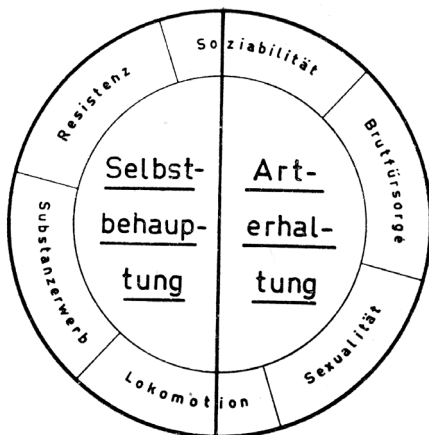 Soziabilität
Resistenz
Brutfürsorge
Selbst-
behaup-
tung
Art-
erhal-
tung
Substanzerwerb
Sexualität
Lokomotion